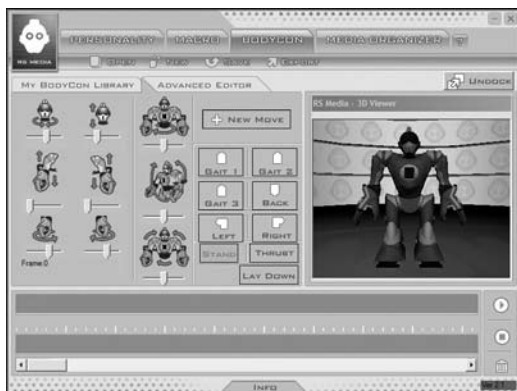 PERSONALITY MACRO BODYCON MEDIA ORGANIZER
RS MEDIA
OPEN NEW SAVE EXPORT
MY BODYCON LIBRARY ADVANCED EDITOR UNDOCK
RS Media - 3D Viewer
NEW MOVE
GAIT 1 GAIT 2
GAIT 3 BACK
LEFT RIGHT
STAND THRUST
Frame:0
LAY DOWN
INFO